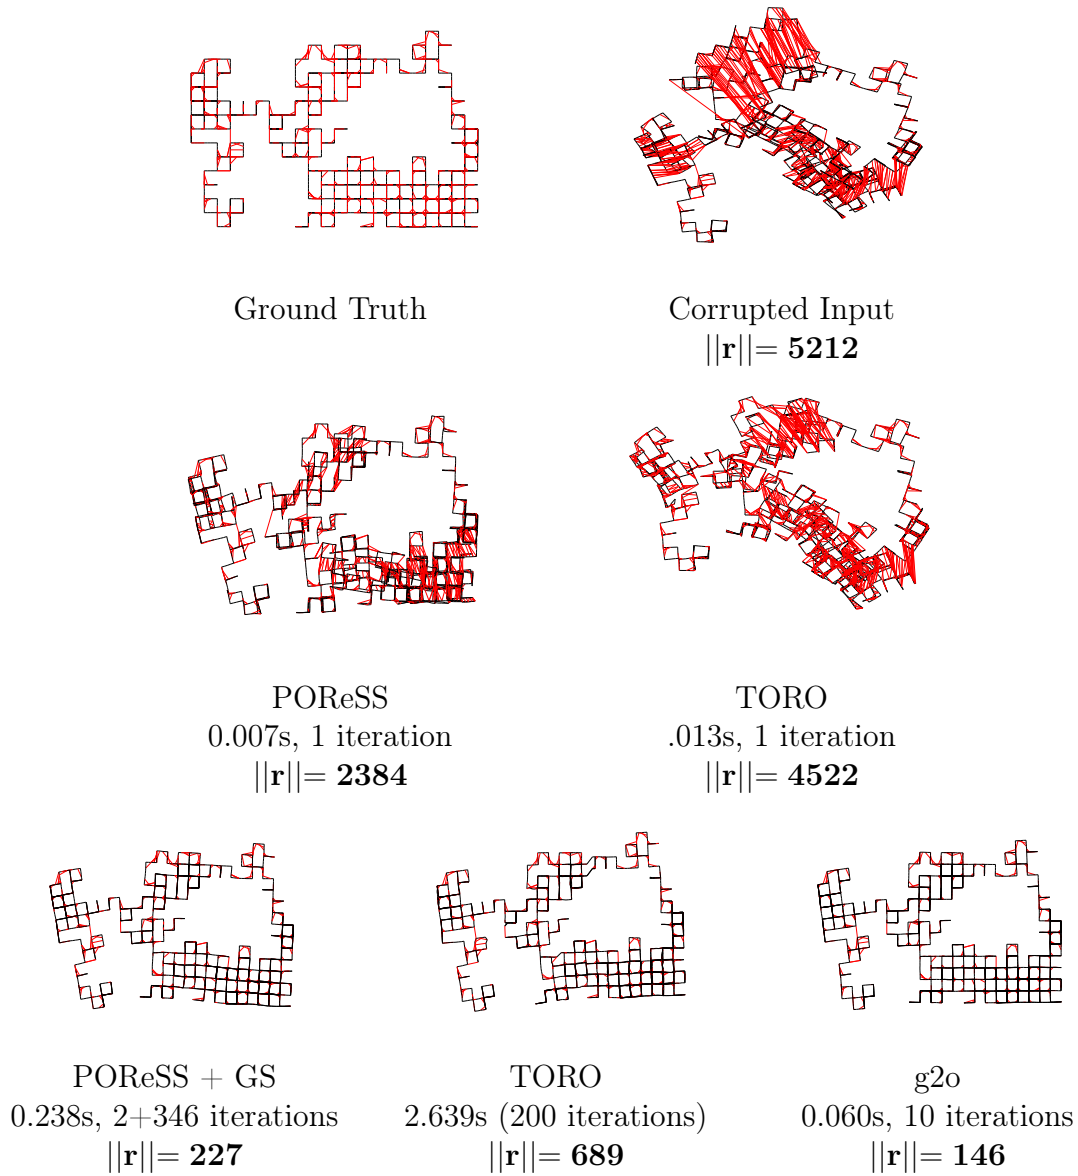 Ground Truth
Corrupted Input
||r||= 5212
POReSS
0.007s, 1 iteration
||r||= 2384
TORO
.013s, 1 iteration
||r||= 4522
POReSS + GS
0.238s, 2+346 iterations
||r||= 227
TORO
2.639s (200 iterations)
||r||= 689
g2o
0.060s, 10 iterations
||r||= 146